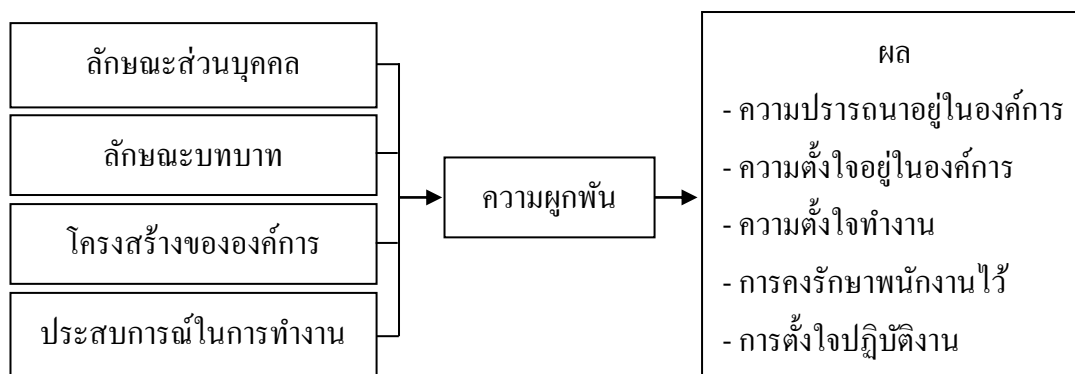 ลักษณะส่วนบุคคล
ลักษณะบทบาท
โครงสร้างขององค์การ
ประสบการณ์ในการทำงาน
ความผูกพัน
ผล
- ความปรารถนาอยู่ในองค์การ
- ความตั้งใจอยู่ในองค์การ
- ความตั้งใจทำงาน
- การคงรักษาพนักงานไว้
- การตั้งใจปฏิบัติงาน